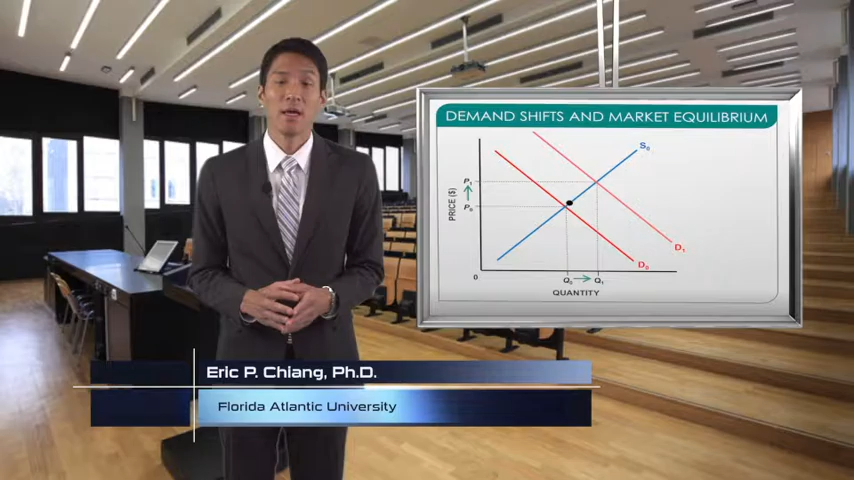 DEMAND SHIFTS AND MARKET EQUILIBRIUM
S₀
P₁
P₀
PRICE ($)
D₁
D₀
0
Q₀
Q₁
QUANTITY
Eric P. Chiang, Ph.D.
Florida Atlantic University